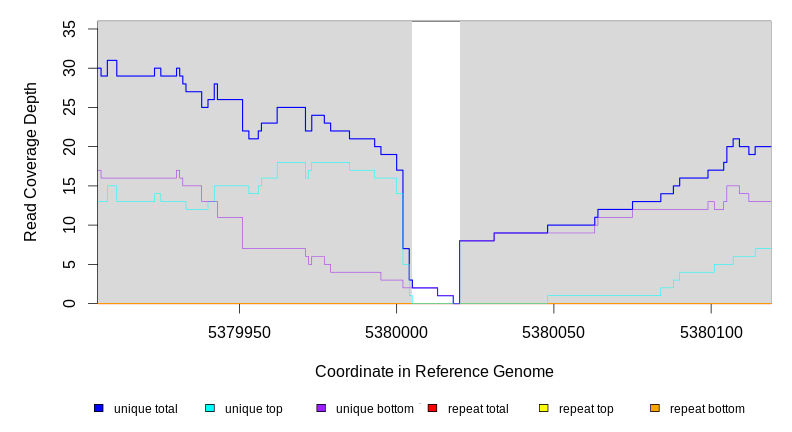 35
30
25
20
15
10
5
0
Read Coverage Depth
5379950 5380000 5380050 5380100
Coordinate in Reference Genome
unique total unique top unique bottom repeat total repeat top repeat bottom